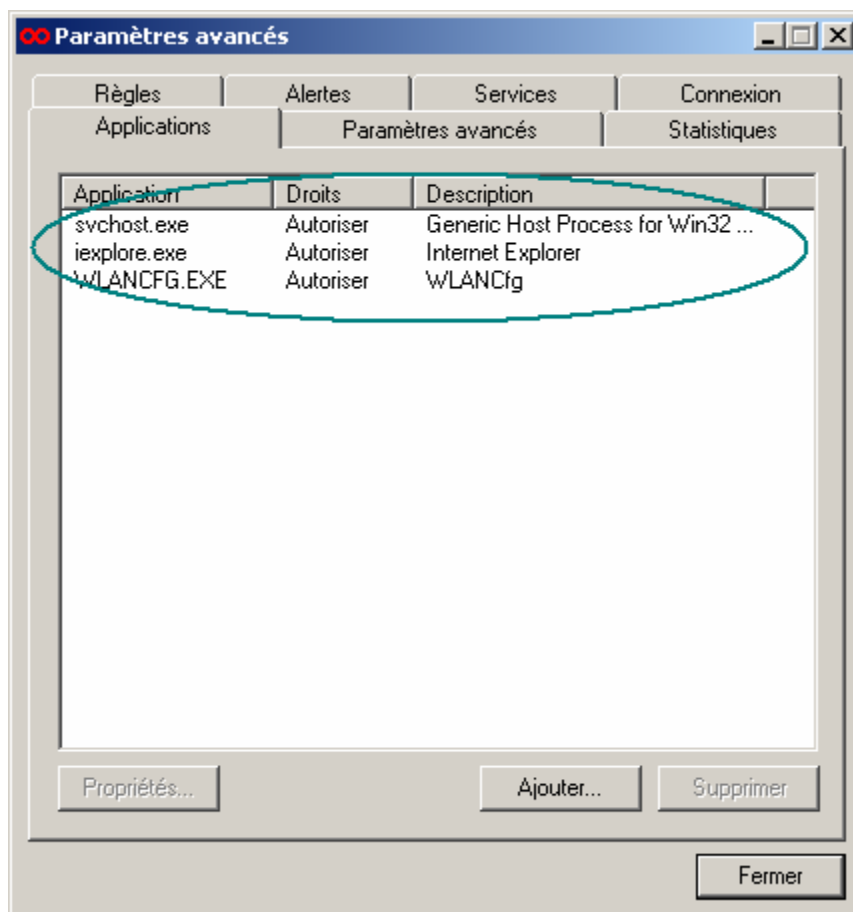 Paramètres avancés
Règles Alertes Services Connexion
Applications Paramètres avancés Statistiques
Application Droits Description
svchost.exe Autoriser Generic Host Process for Win32 ...
iexplore.exe Autoriser Internet Explorer
WLANCFG.EXE Autoriser WLANCfg
Propriétés... Ajouter... Supprimer
Fermer